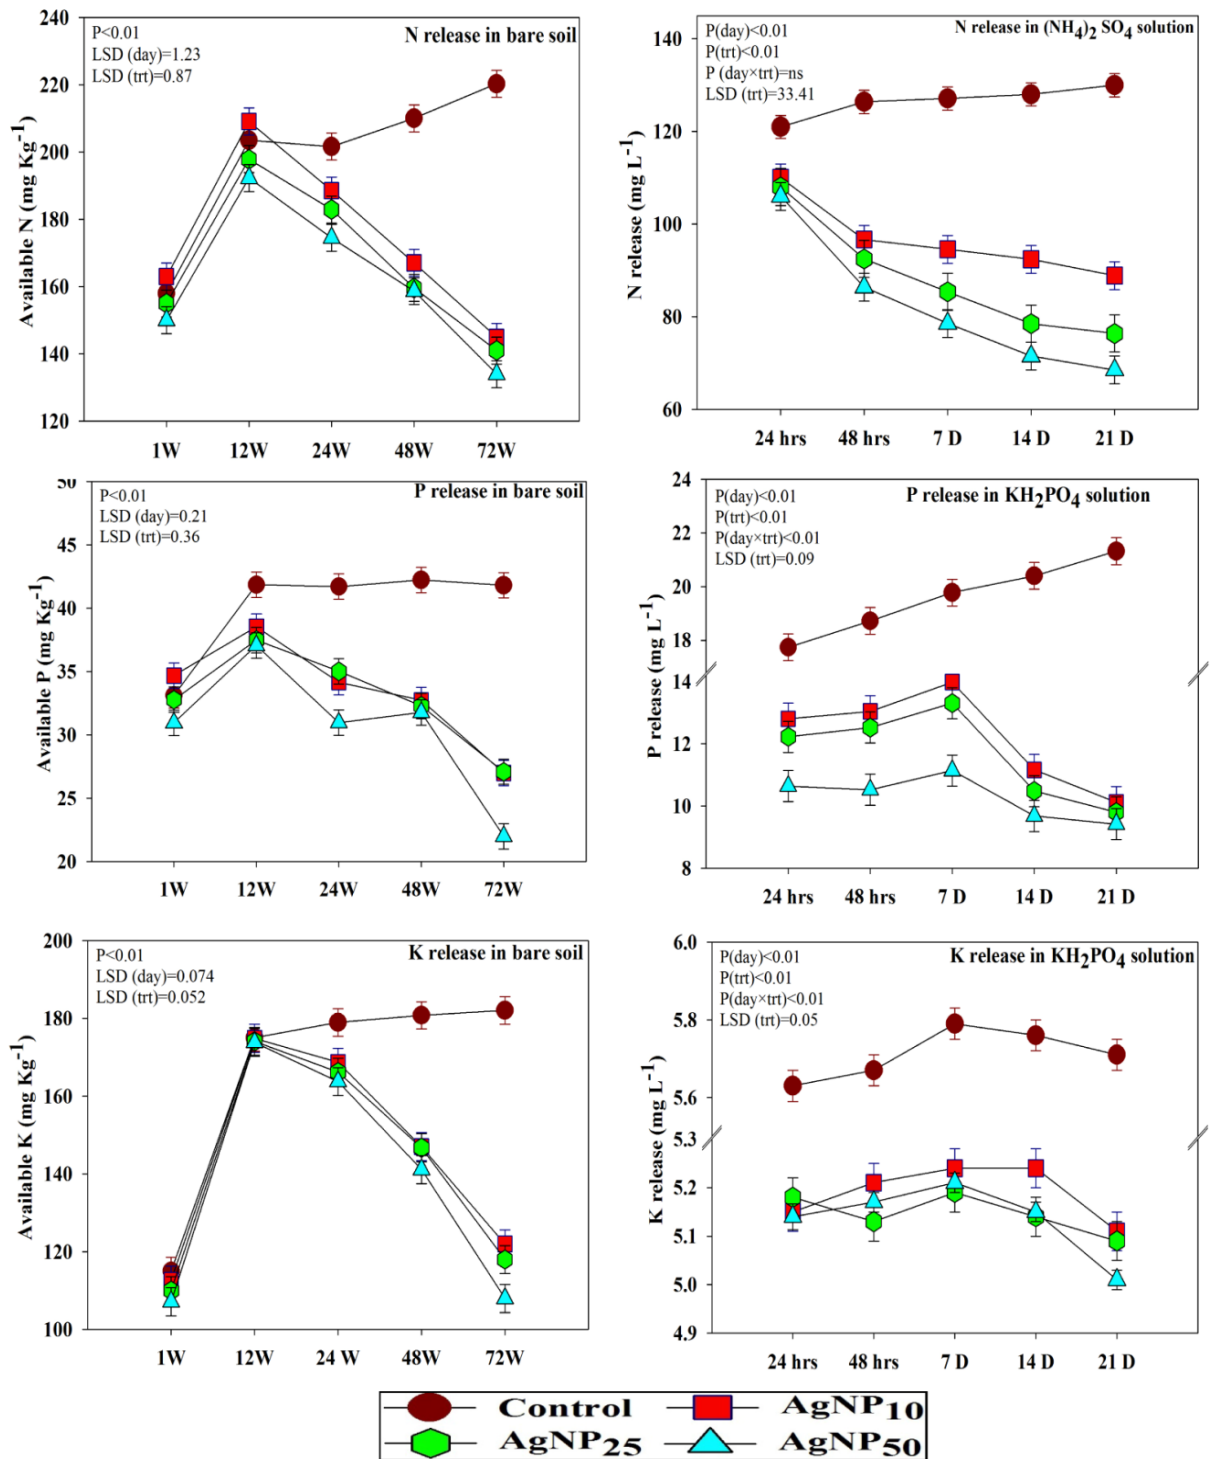 N release in bare soil
P<0.01
LSD (day)=1.23
LSD (trt)=0.87
Available N (mg Kg-1)
240
220
200
180
160
140
120
1W
12W
24W
48W
72W
N release in (NH4)2 SO4 solution
P(day)<0.01
P(trt)<0.01
P (day×trt)=ns
LSD (trt)=33.41
N release (mg L-1)
140
120
100
80
60
24 hrs
48 hrs
7 D
14 D
21 D
P release in bare soil
P<0.01
LSD (day)=0.21
LSD (trt)=0.36
Available P (mg Kg-1)
50
45
40
35
30
25
20
1W
12W
24W
48W
72W
P release in KH2PO4 solution
P(day)<0.01
P(trt)<0.01
P(day×trt)<0.01
LSD (trt)=0.09
P release (mg L-1)
24
22
20
18
14
12
10
8
24 hrs
48 hrs
7 D
14 D
21 D
K release in bare soil
P<0.01
LSD (day)=0.074
LSD (trt)=0.052
Available K (mg Kg-1)
200
180
160
140
120
100
1W
12W
24 W
48W
72W
K release in KH2PO4 solution
P(day)<0.01
P(trt)<0.01
P(day×trt)<0.01
LSD (trt)=0.05
K release (mg L-1)
6.0
5.8
5.6
5.3
5.2
5.1
5.0
4.9
24 hrs
48 hrs
7 D
14 D
21 D
Control AgNP10
AgNP25 AgNP50